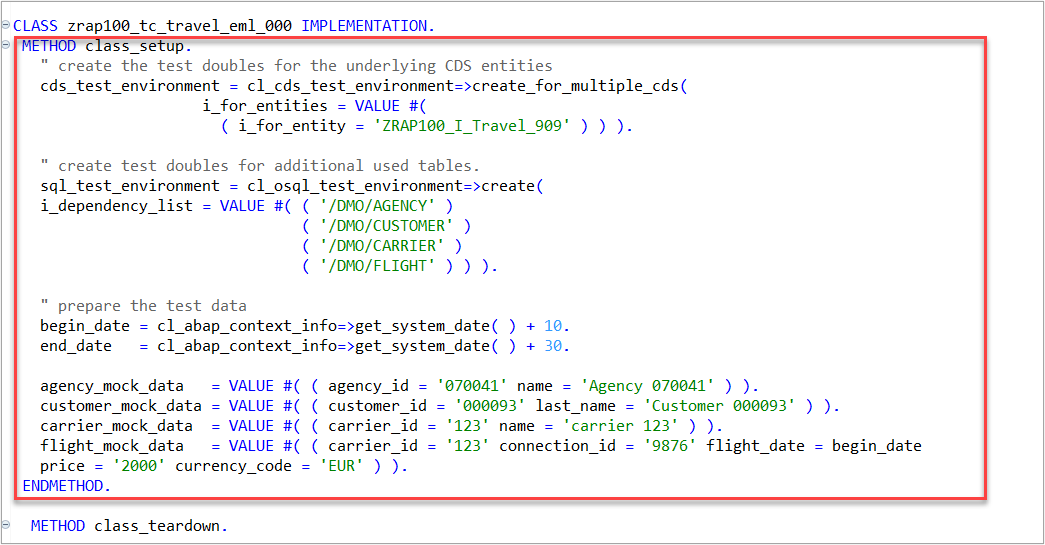 CLASS zrap100_tc_travel_eml_000 IMPLEMENTATION.
METHOD class_setup.
" create the test doubles for the underlying CDS entities
cds_test_environment = cl_cds_test_environment=>create_for_multiple_cds(
i_for_entities = VALUE #(
( i_for_entity = 'ZRAP100_I_Travel_909' ) ) ).
" create test doubles for additional used tables.
sql_test_environment = cl_osql_test_environment=>create(
i_dependency_list = VALUE #( ( '/DMO/AGENCY' )
( '/DMO/CUSTOMER' )
( '/DMO/CARRIER' )
( '/DMO/FLIGHT' ) ) ).
" prepare the test data
begin_date = cl_abap_context_info=>get_system_date( ) + 10.
end_date   = cl_abap_context_info=>get_system_date( ) + 30.
agency_mock_data   = VALUE #( ( agency_id = '070041' name = 'Agency 070041' ) ).
customer_mock_data = VALUE #( ( customer_id = '000093' last_name = 'Customer 000093' ) ).
carrier_mock_data  = VALUE #( ( carrier_id = '123' name = 'carrier 123' ) ).
flight_mock_data   = VALUE #( ( carrier_id = '123' connection_id = '9876' flight_date = begin_date
price = '2000' currency_code = 'EUR' ) ).
ENDMETHOD.
METHOD class_teardown.